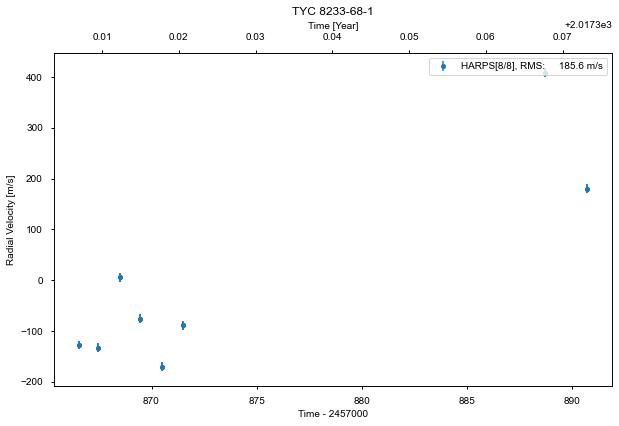 TYC 8233-68-1
Time [Year]
+2.0173e3
0.01 0.02 0.03 0.04 0.05 0.06 0.07
HARPS[8/8], RMS: 185.6 m/s
Radial Velocity [m/s]
400
300
200
100
0
−100
−200
870 875 880 885 890
Time - 2457000